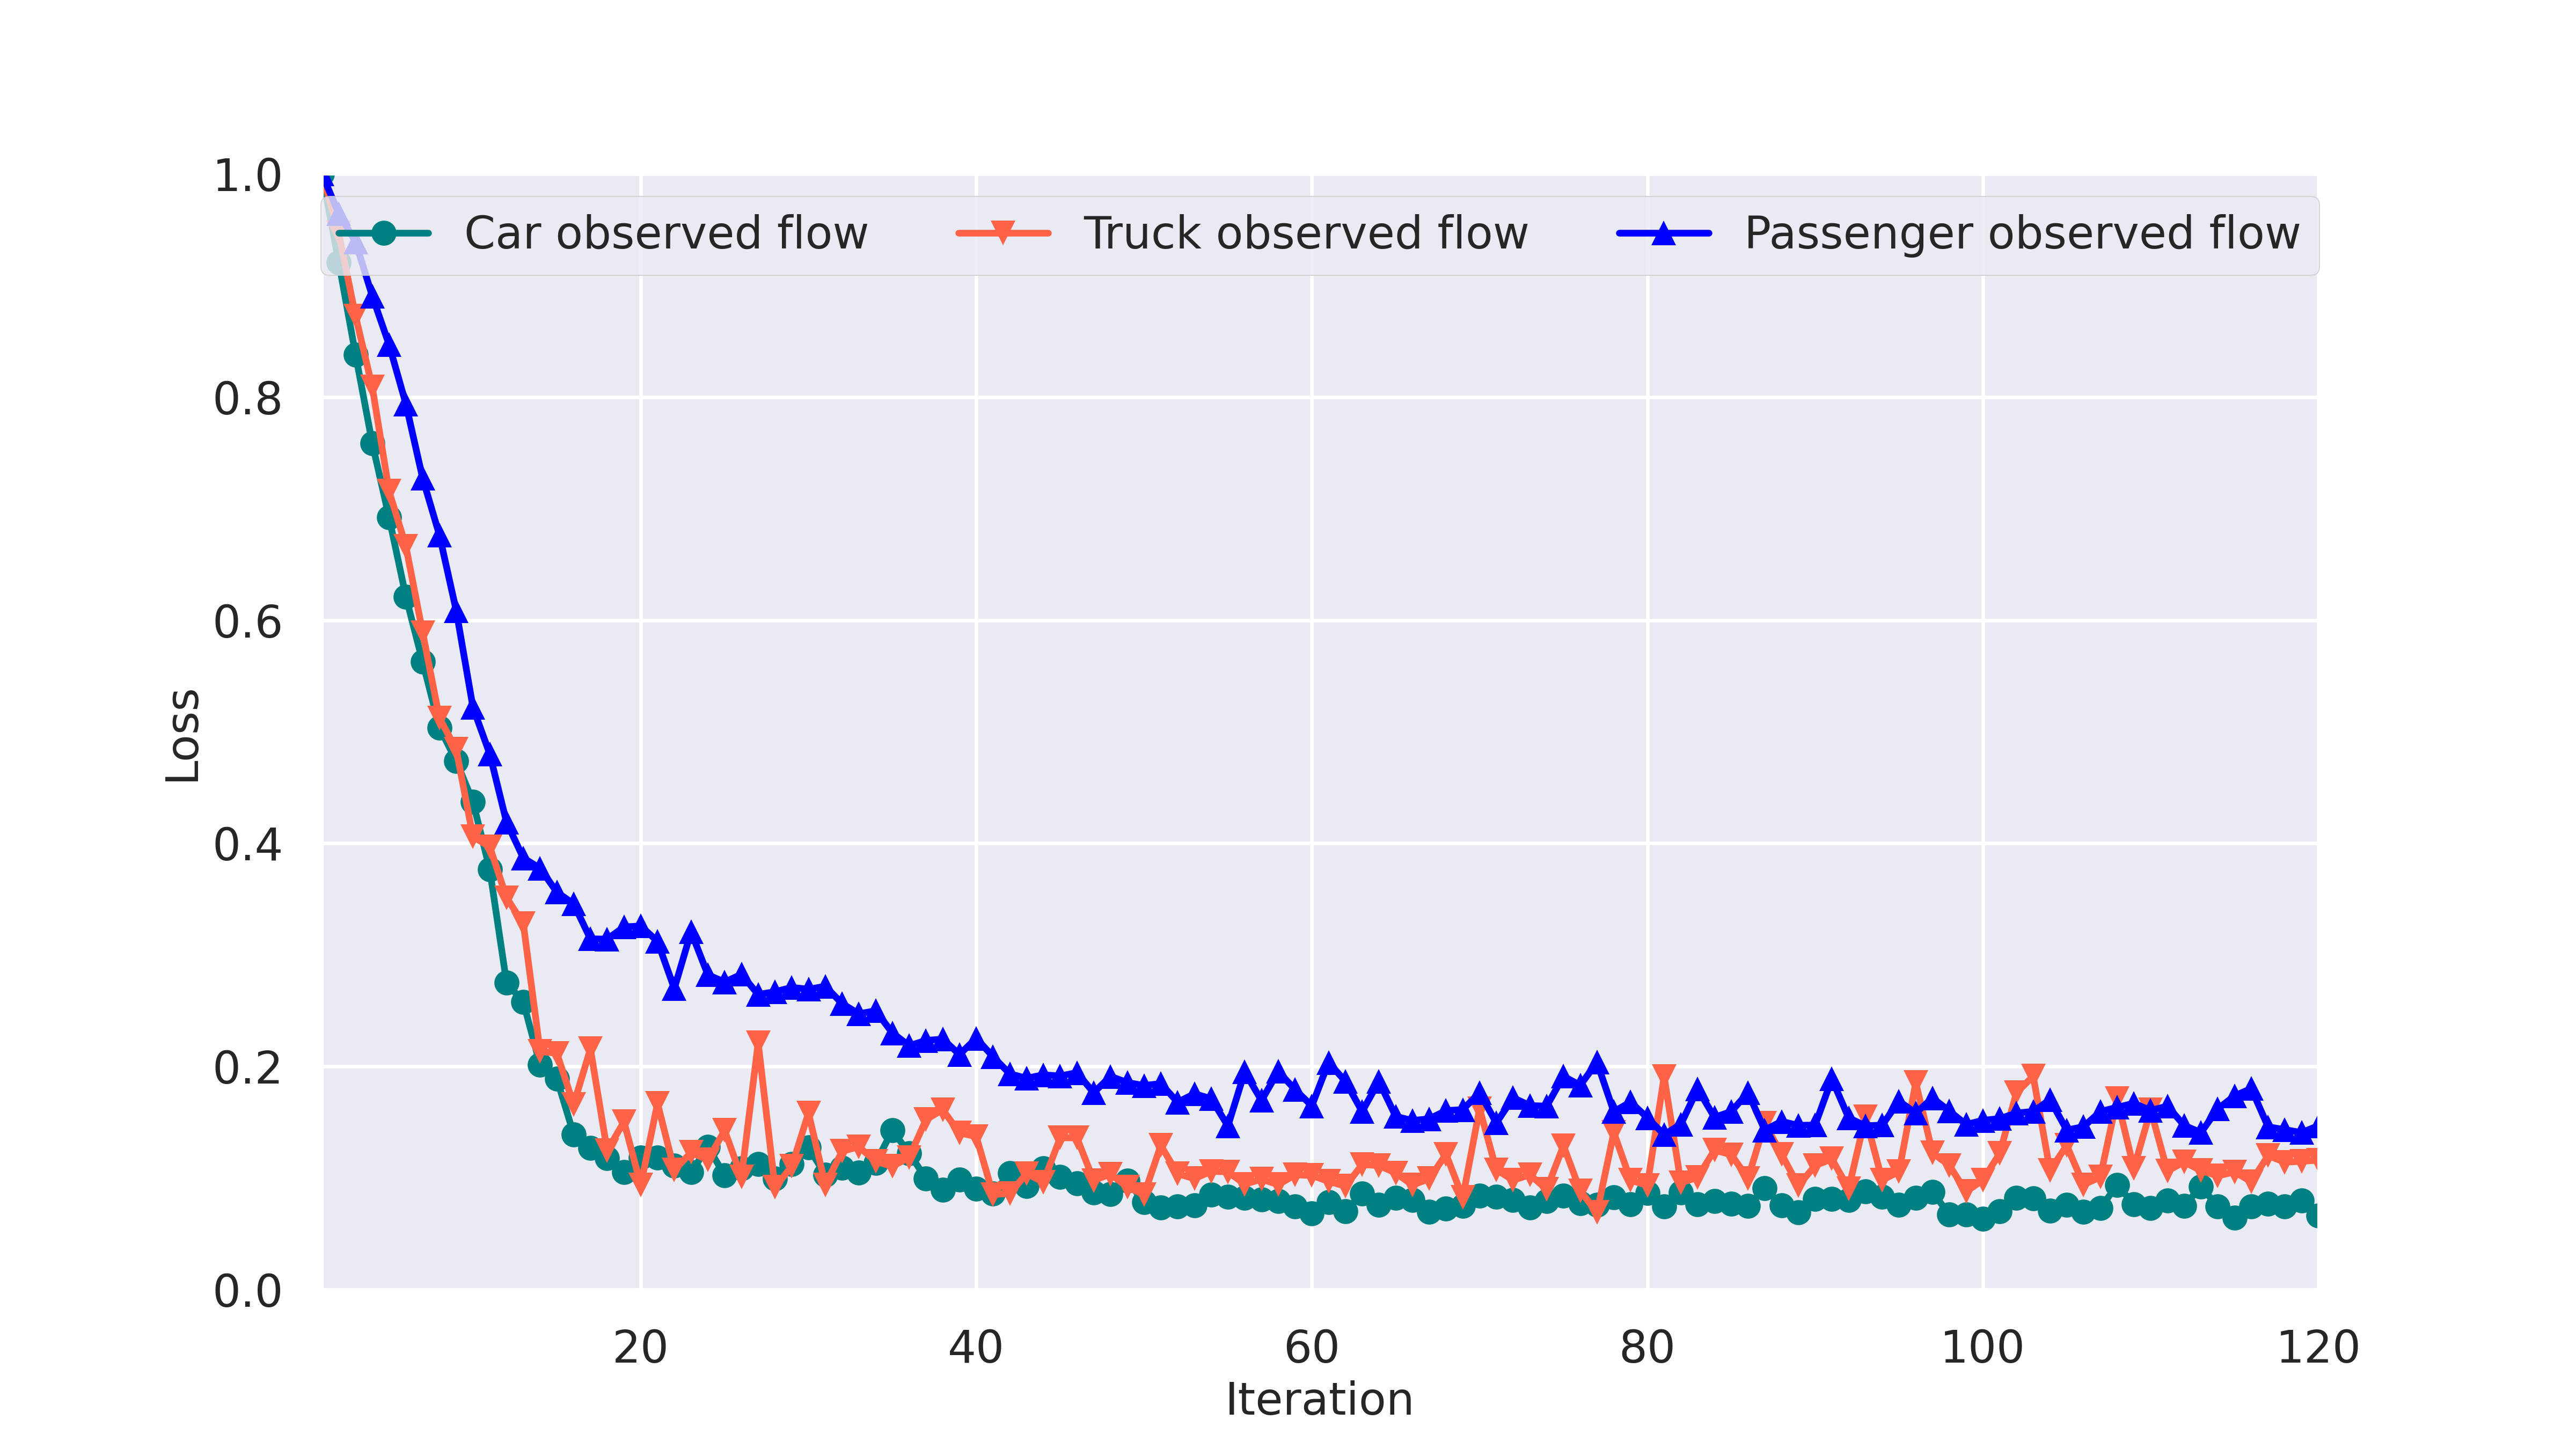 1.0
Car observed flow Truck observed flow Passenger observed flow
0.8
0.6
Loss
0.4
0.2
0.0
20 40 60 80 100 120
Iteration